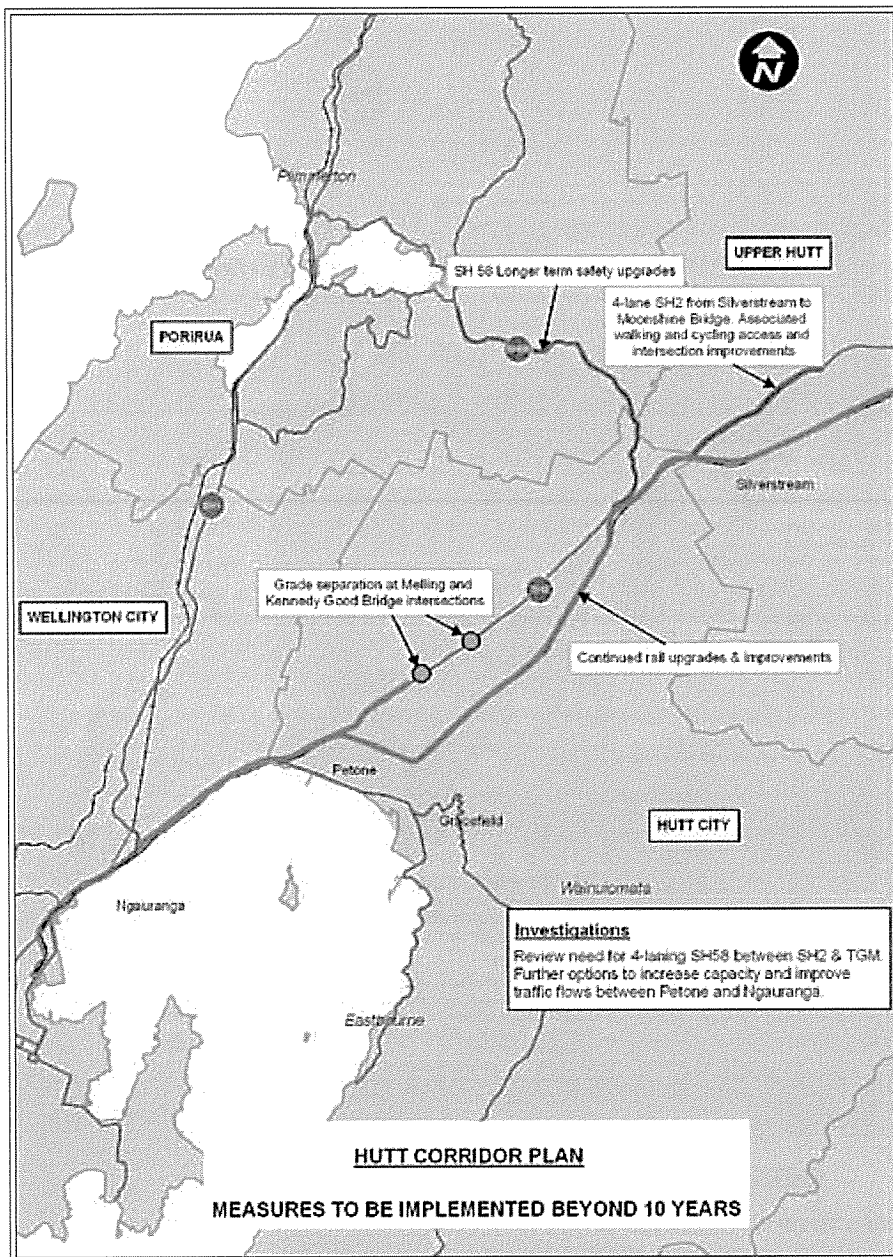 N
Plimmerton
UPPER HUTT
SH 58 Longer term safety upgrades
4-lane SH2 from Silverstream to
Moonshine Bridge. Associated
walking and cycling access and
intersection improvements
PORIRUA
Silverstream
Grade separation at Melling and
Kennedy Good Bridge intersections
WELLINGTON CITY
Continued rail upgrades & improvements
Petone
Gracefield
HUTT CITY
Wainuiomata
Ngauranga
Investigations
Review need for 4-laning SH58 between SH2 & TGM.
Further options to increase capacity and improve
traffic flows between Petone and Ngauranga.
Eastbourne
HUTT CORRIDOR PLAN
MEASURES TO BE IMPLEMENTED BEYOND 10 YEARS